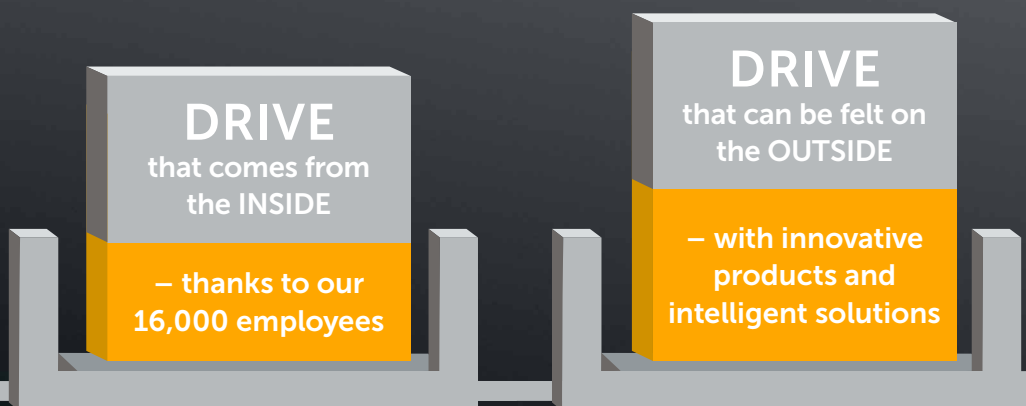 DRIVE
that comes from
the INSIDE
– thanks to our
16,000 employees
DRIVE
that can be felt on
the OUTSIDE
– with innovative
products and
intelligent solutions